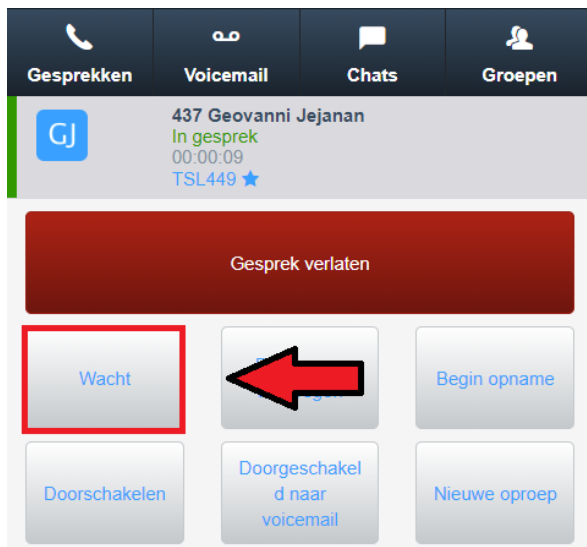 Gesprekken Voicemail Chats Groepen
GJ
437 Geovanni Jejanan
In gesprek
00:00:09
TSL449
Gesprek verlaten
Wacht
Begin opname
Doorschakelen
Doorgeschakel
d naar
voicemail
Nieuwe oproep